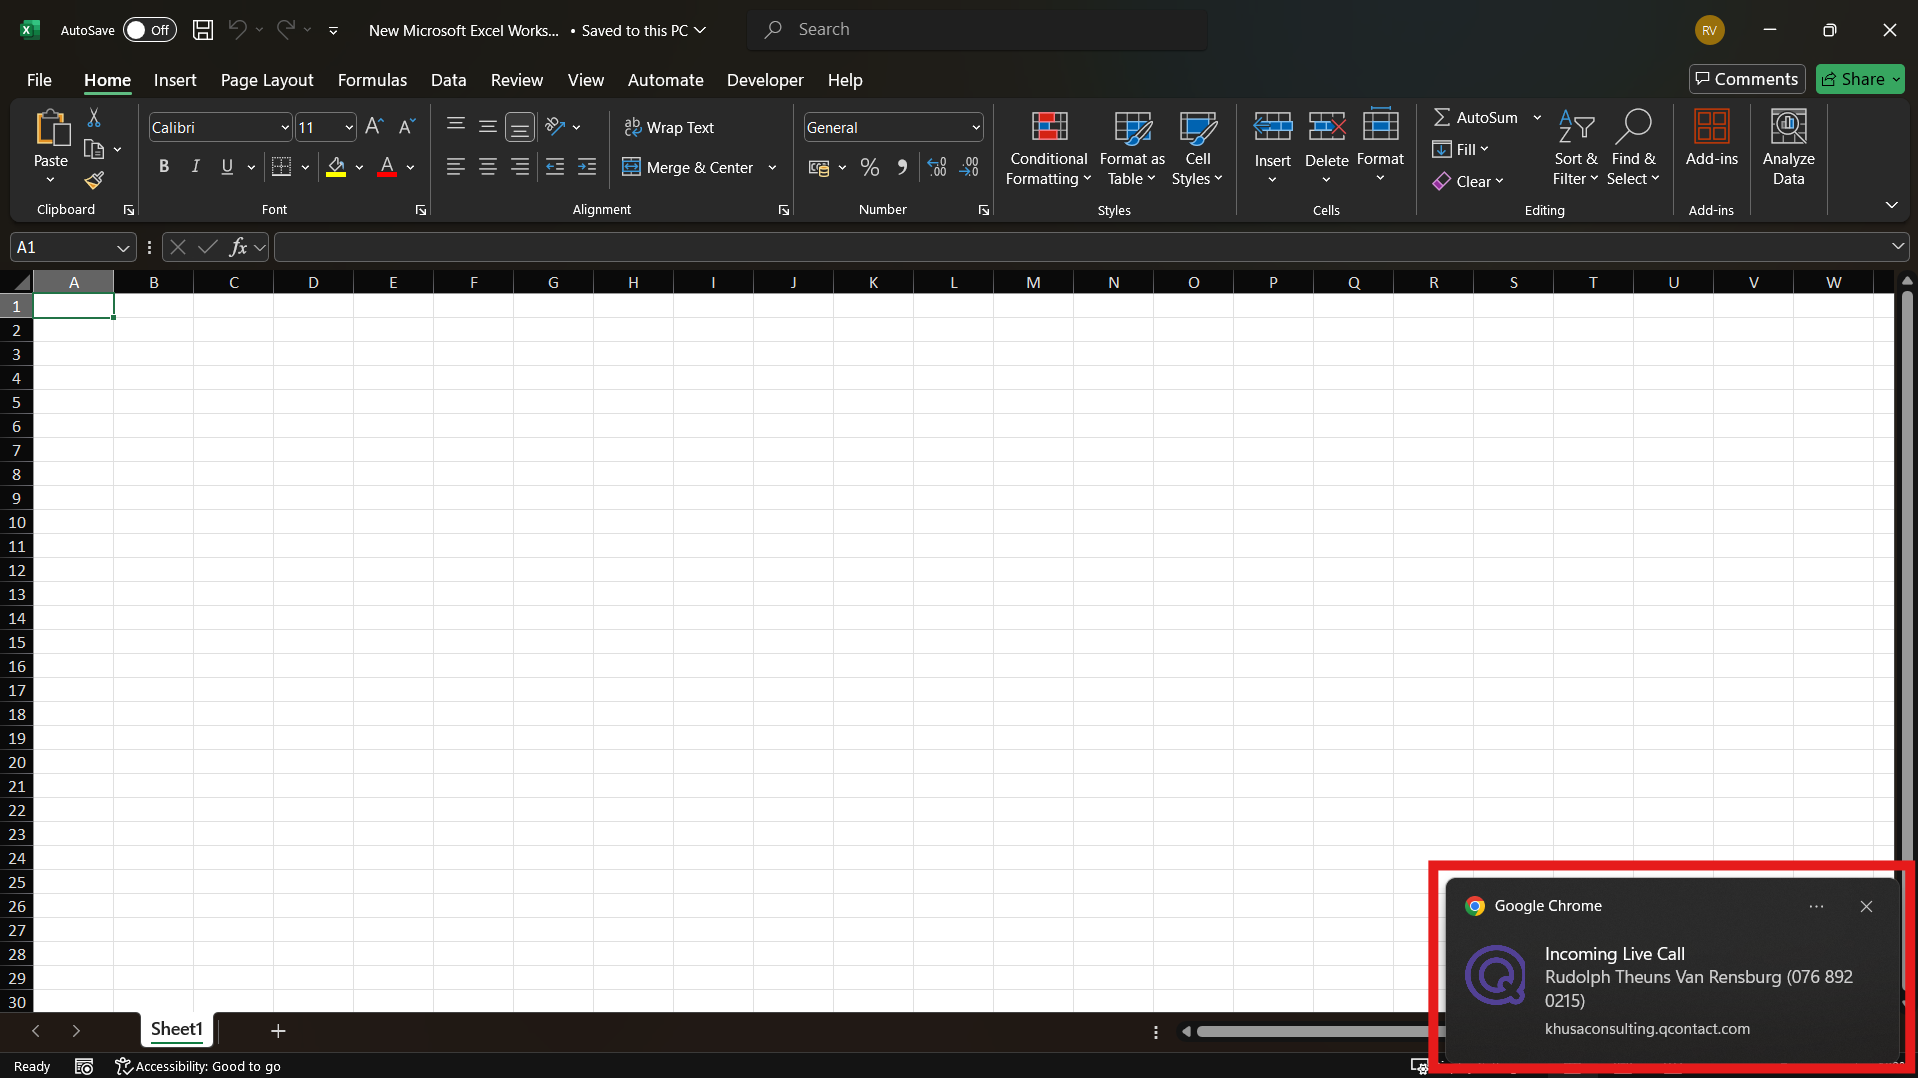 AutoSave Off New Microsoft Excel Works... • Saved to this PC Search RV
File Home Insert Page Layout Formulas Data Review View Automate Developer Help Comments Share
Paste
Clipboard
Calibri 11
B I U A
Font
Wrap Text
Merge & Center
Alignment
General
% .00
Number
Conditional Formatting
Format as Table
Cell Styles
Styles
Insert Delete Format
Cells
AutoSum
Fill
Clear
Sort & Filter
Find & Select
Editing
Add-ins
Add-ins
Analyze Data
A1 fx
A B C D E F G H I J K L M N O P Q R S T U V W
1
2
3
4
5
6
7
8
9
10
11
12
13
14
15
16
17
18
19
20
21
22
23
24
25
26
27
28
29
30
Google Chrome
Incoming Live Call
Rudolph Theuns Van Rensburg (076 892
0215)
khusaconsulting.qcontact.com
Sheet1
Ready Accessibility: Good to go